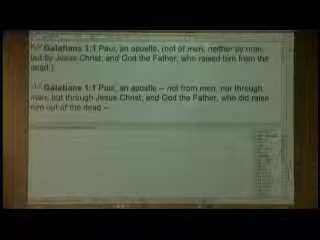 Galatians 1:1 Paul, an apostle, (not of men, neither by man,
but by Jesus Christ, and God the Father, who raised him from the
dead;)
Galatians 1:1 Paul, an apostle -- not from men, nor through
man, but through Jesus Christ, and God the Father, who did raise
him out of the dead --